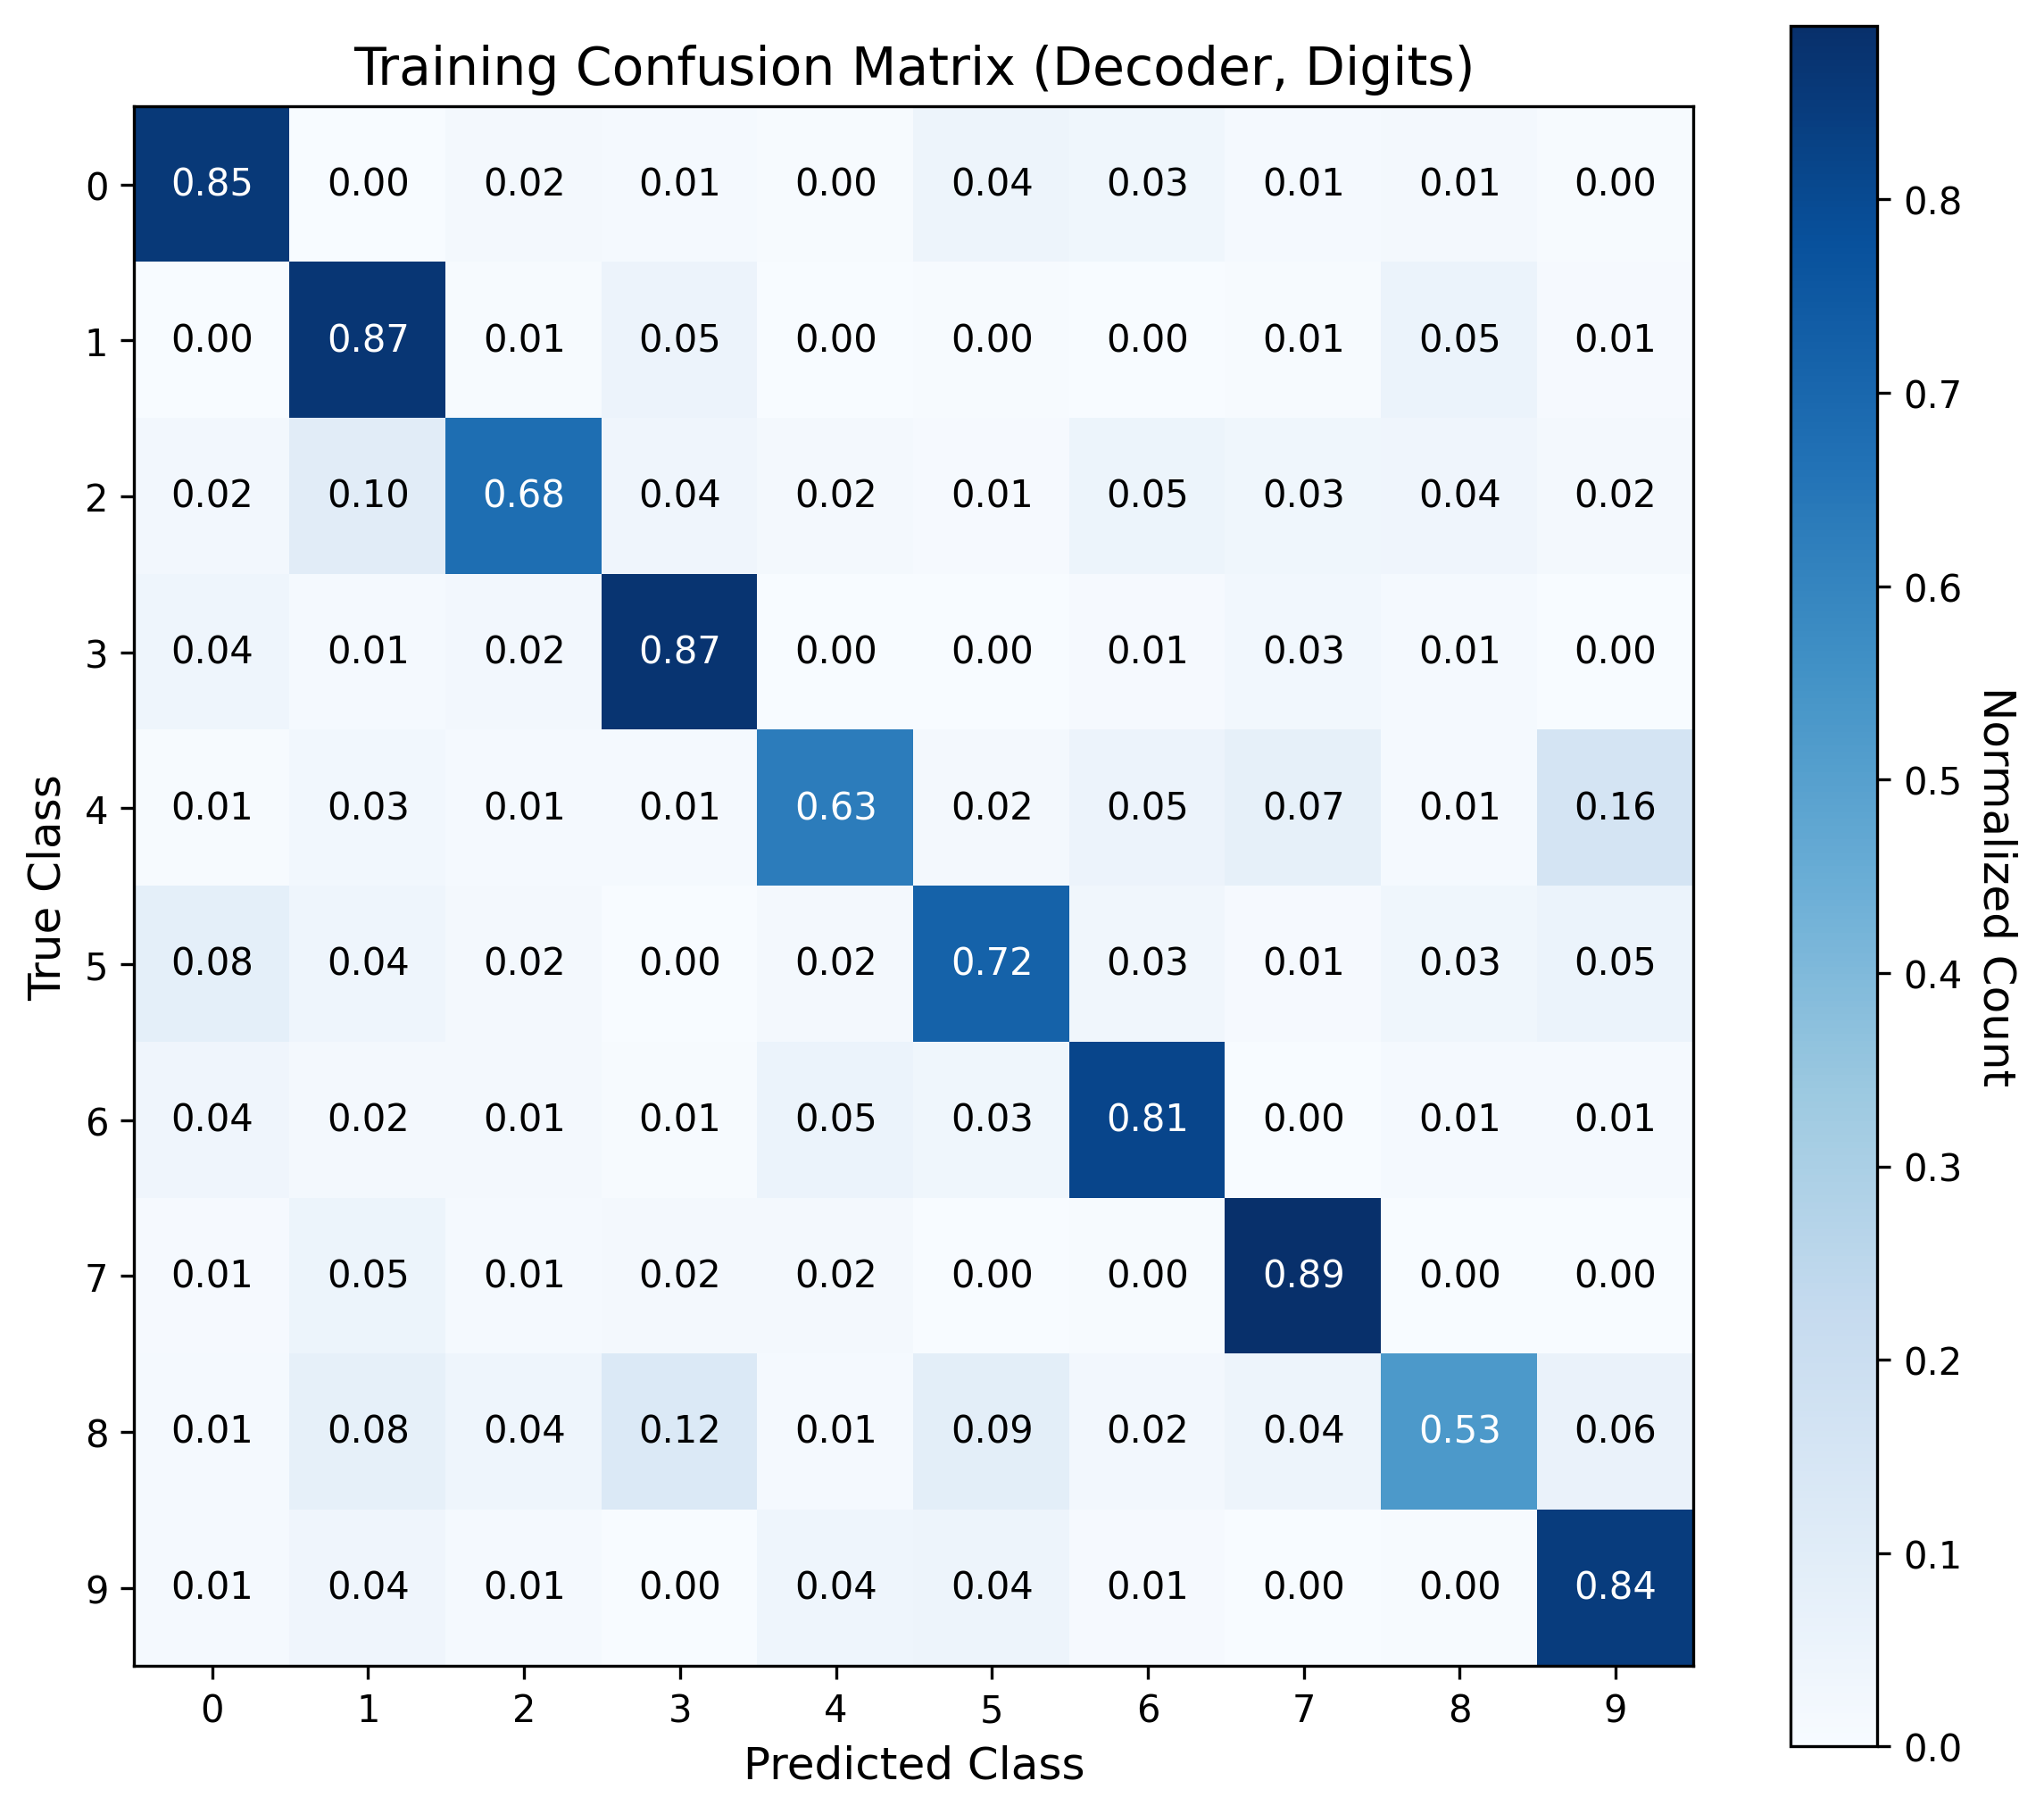 Training Confusion Matrix (Decoder, Digits)
0 0.85 0.00 0.02 0.01 0.00 0.04 0.03 0.01 0.01 0.00
1 0.00 0.87 0.01 0.05 0.00 0.00 0.00 0.01 0.05 0.01
2 0.02 0.10 0.68 0.04 0.02 0.01 0.05 0.03 0.04 0.02
3 0.04 0.01 0.02 0.87 0.00 0.00 0.01 0.03 0.01 0.00
4 0.01 0.03 0.01 0.01 0.63 0.02 0.05 0.07 0.01 0.16
5 0.08 0.04 0.02 0.00 0.02 0.72 0.03 0.01 0.03 0.05
6 0.04 0.02 0.01 0.01 0.05 0.03 0.81 0.00 0.01 0.01
7 0.01 0.05 0.01 0.02 0.02 0.00 0.00 0.89 0.00 0.00
8 0.01 0.08 0.04 0.12 0.01 0.09 0.02 0.04 0.53 0.06
9 0.01 0.04 0.01 0.00 0.04 0.04 0.01 0.00 0.00 0.84
0 1 2 3 4 5 6 7 8 9
Predicted Class
True Class
0.8
0.7
0.6
0.5
0.4
0.3
0.2
0.1
0.0
Normalized Count